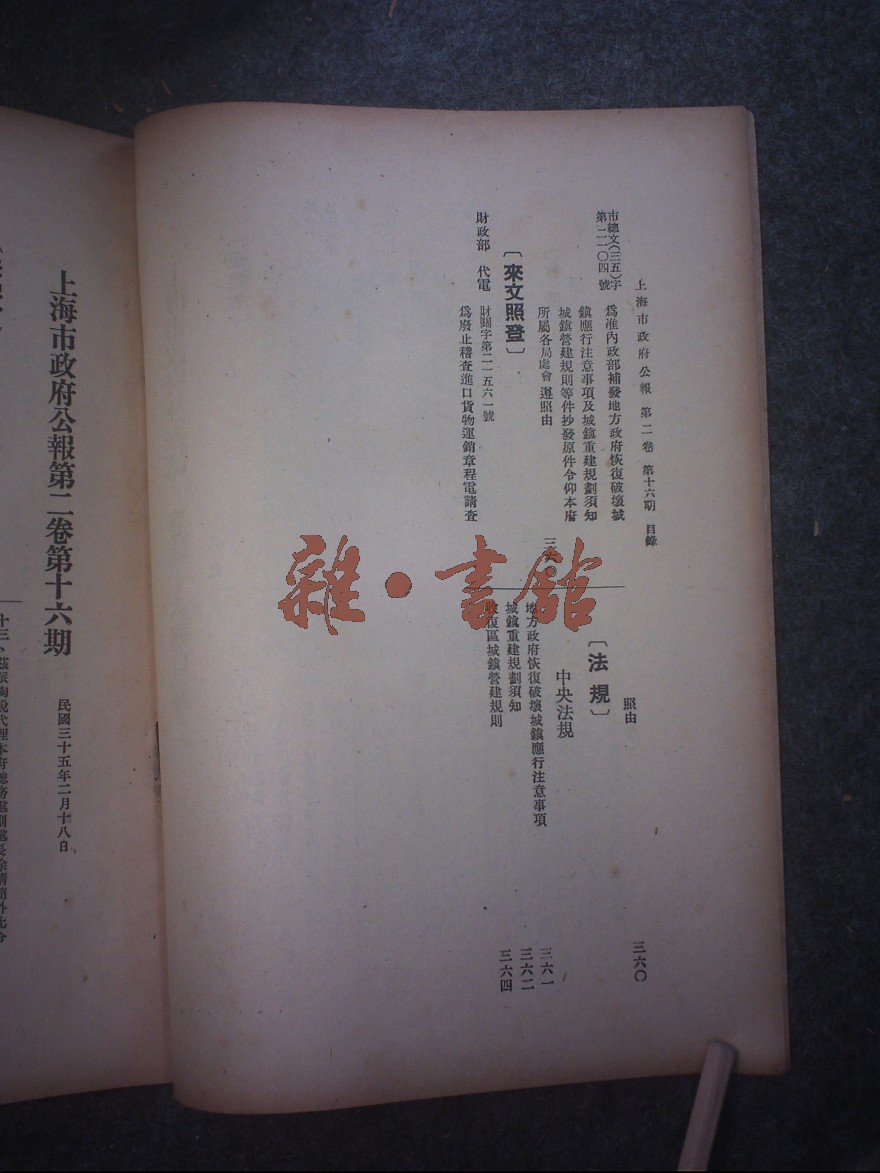 上海市政府公報 第二卷 第十六期 目錄
市總文(三五)字
第二一〇四號
為准內政部補發地方政府恢復破壞城
鎮應行注意事項及城鎮重建規劃須知
城鎮營建規則等件抄發原件令仰本府
所屬各局處會遵照由
三六〇
〔來文照登〕
財政部 代電
財關字第二一五六一號
為廢止稽查進口貨物運銷章程電請查
照由
三六〇
〔法規〕
中央法規
地方政府恢復破壞城鎮應行注意事項
三六一
城鎮重建規劃須知
三六二
收復區城鎮營建規則
三六四
雜·書館
上海市政府公報第二卷第十六期
民國三十五年二月十八日